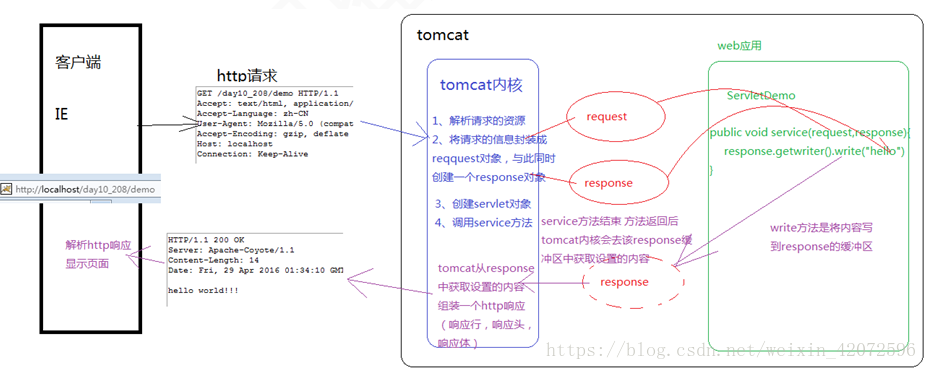 客户端
IE
http://localhost/day10_208/demo
http请求
GET /day10_208/demo HTTP/1.1
Accept: text/html, application/
Accept-Language: zh-CN
User-Agent: Mozilla/5.0 (compat
Accept-Encoding: gzip, deflate
Host: localhost
Connection: Keep-Alive
解析http响应
显示页面
HTTP/1.1 200 OK
Server: Apache-Coyote/1.1
Content-Length: 14
Date: Fri, 29 Apr 2016 01:34:10 GMT
hello world!!!
tomcat
tomcat内核
1、解析请求的资源
2、将请求的信息封装成
reqquest对象，与此同时
创建一个response对象
3、创建servlet对象
4、调用service方法
tomcat从response
中获取设置的内容
组装一个http响应
（响应行，响应头，
响应体）
request
response
service方法结束 方法返回后
tomcat内核会去该response缓
冲区中获取设置的内容
response
web应用
ServletDemo
public void service(request,response){
response.getwriter().write("hello")
}
write方法是将内容写
到response的缓冲区
https://blog.csdn.net/weixin_42072596